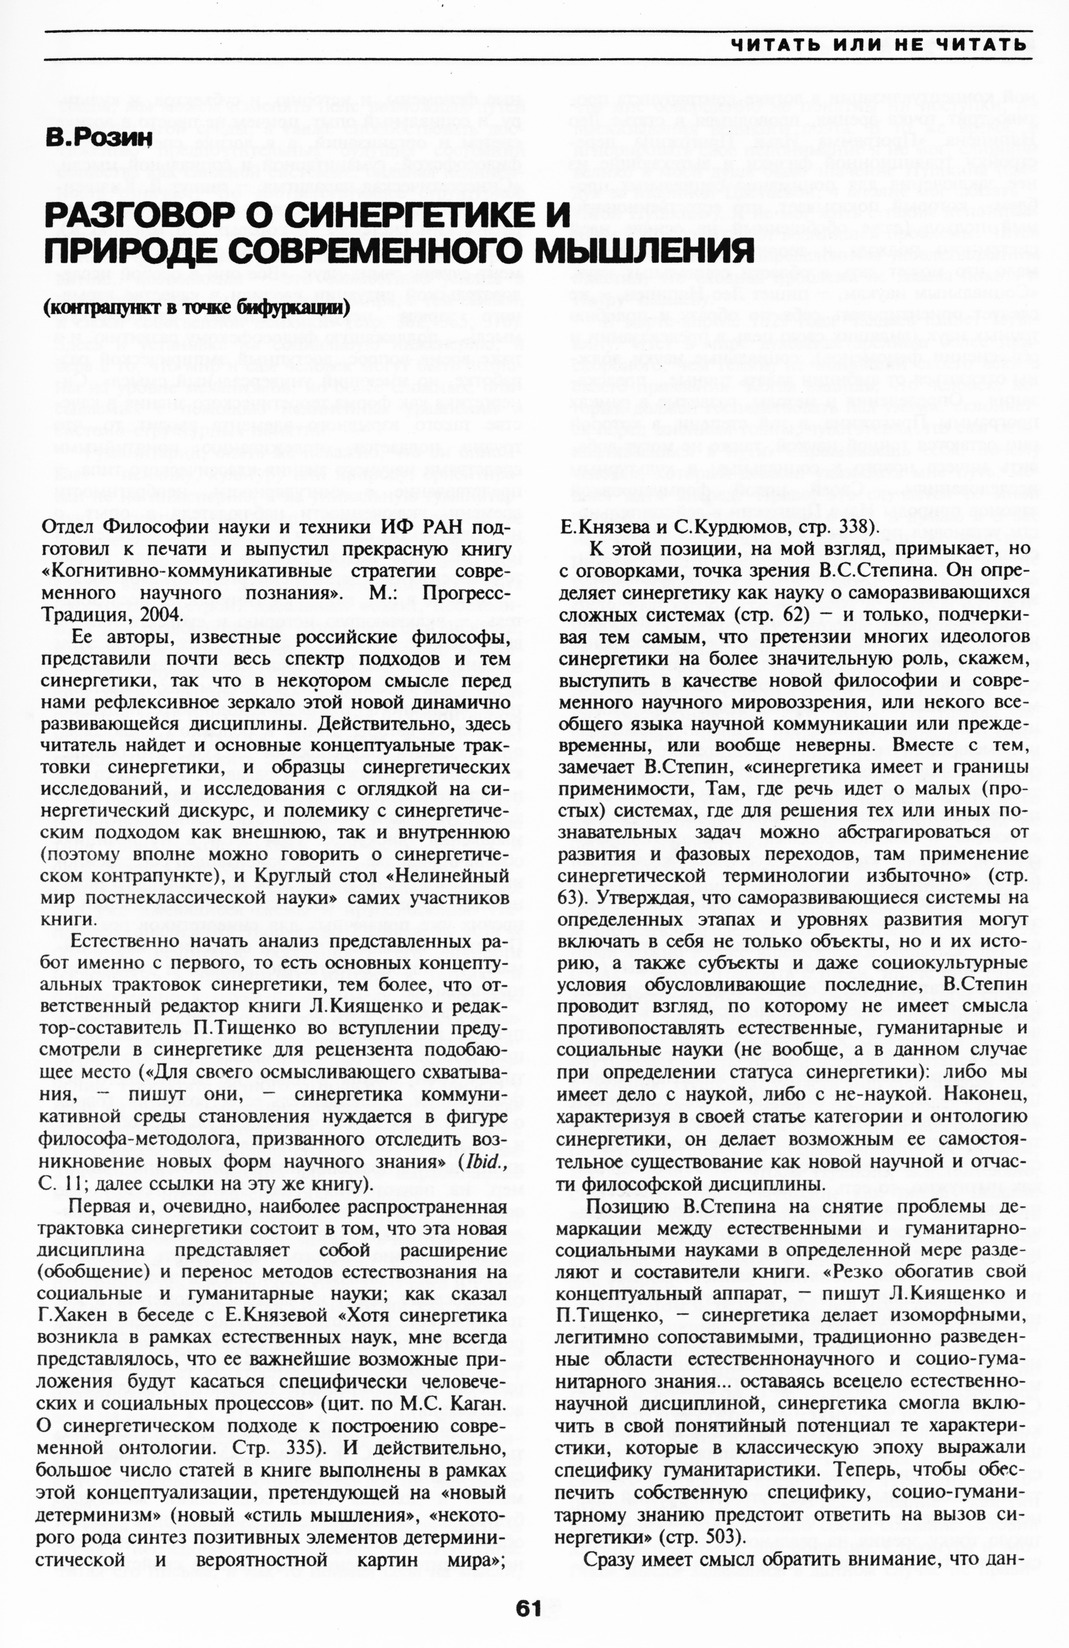 ЧИТАТЬ ИЛИ НЕ ЧИТАТЬ
В.Розин
РАЗГОВОР О СИНЕРГЕТИКЕ И
ПРИРОДЕ СОВРЕМЕННОГО МЫШЛЕНИЯ
(контрапункт в точке бифуркации)
Отдел Философии науки и техники ИФ РАН под-
готовил к печати и выпустил прекрасную книгу
«Когнитивно-коммуникативные стратегии совре-
менного научного познания». М.: Прогресс-
Традиция, 2004.
Ее авторы, известные российские философы,
представили почти весь спектр подходов и тем
синергетики, так что в некотором смысле перед
нами рефлексивное зеркало этой новой динамично
развивающейся дисциплины. Действительно, здесь
читатель найдет и основные концептуальные трак-
товки синергетики, и образцы синергетических
исследований, и исследования с оглядкой на си-
нергетический дискурс, и полемику с синергетиче-
ским подходом как внешнюю, так и внутреннюю
(поэтому вполне можно говорить о синергетиче-
ском контрапункте), и Круглый стол «Нелинейный
мир постнеклассической науки» самих участников
книги.
Естественно начать анализ представленных ра-
бот именно с первого, то есть основных концепту-
альных трактовок синергетики, тем более, что от-
ветственный редактор книги Л.Киященко и редак-
тор-составитель П.Тищенко во вступлении преду-
смотрели в синергетике для рецензента подобаю-
щее место («Для своего осмысливающего схватыва-
ния, — пишут они, — синергетика коммуни-
кативной среды становления нуждается в фигуре
философа-методолога, призванного отследить воз-
никновение новых форм научного знания» (Ibid.,
С. 11; далее ссылки на эту же книгу).
Первая и, очевидно, наиболее распространенная
трактовка синергетики состоит в том, что эта новая
дисциплина представляет собой расширение
(обобщение) и перенос методов естествознания на
социальные и гуманитарные науки; как сказал
Г.Хакен в беседе с Е.Князевой «Хотя синергетика
возникла в рамках естественных наук, мне всегда
представлялось, что ее важнейшие возможные при-
ложения будут касаться специфически человече-
ских и социальных процессов» (цит. по М.С. Каган.
О синергетическом подходе к построению совре-
менной онтологии. Стр. 335). И действительно,
большое число статей в книге выполнены в рамках
этой концептуализации, претендующей на «новый
детерминизм» (новый «стиль мышления», «некото-
рого рода синтез позитивных элементов детермини-
стической и вероятностной картин мира»;
Е.Князева и С.Курдюмов, стр. 338).
К этой позиции, на мой взгляд, примыкает, но
с оговорками, точка зрения В.С.Степина. Он опре-
деляет синергетику как науку о саморазвивающихся
сложных системах (стр. 62) — и только, подчерки-
вая тем самым, что претензии многих идеологов
синергетики на более значительную роль, скажем,
выступить в качестве новой философии и совре-
менного научного мировоззрения, или некого все-
общего языка научной коммуникации или прежде-
временны, или вообще неверны. Вместе с тем,
замечает В.Степин, «синергетика имеет и границы
применимости, Там, где речь идет о малых (про-
стых) системах, где для решения тех или иных по-
знавательных задач можно абстрагироваться от
развития и фазовых переходов, там применение
синергетической терминологии избыточно» (стр.
63). Утверждая, что саморазвивающиеся системы на
определенных этапах и уровнях развития могут
включать в себя не только объекты, но и их исто-
рию, а также субъекты и даже социокультурные
условия обусловливающие последние, В.Степин
проводит взгляд, по которому не имеет смысла
противопоставлять естественные, гуманитарные и
социальные науки (не вообще, а в данном случае
при определении статуса синергетики): либо мы
имеет дело с наукой, либо с не-наукой. Наконец,
характеризуя в своей статье категории и онтологию
синергетики, он делает возможным ее самостоя-
тельное существование как новой научной и отчас-
ти философской дисциплины.
Позицию В.Степина на снятие проблемы де-
маркации между естественными и гуманитарно-
социальными науками в определенной мере разде-
ляют и составители книги. «Резко обогатив свой
концептуальный аппарат, — пишут Л.Киященко и
П.Тищенко, — синергетика делает изоморфными,
легитимно сопоставимыми, традиционно разведен-
ные области естественнонаучного и социо-гума-
нитарного знания... оставаясь всецело естественно-
научной дисциплиной, синергетика смогла вклю-
чить в свой понятийный потенциал те характери-
стики, которые в классическую эпоху выражали
специфику гуманитаристики. Теперь, чтобы обес-
печить собственную специфику, социо-гумани-
тарному знанию предстоит ответить на вызов си-
нергетики» (стр. 503).
Сразу имеет смысл обратить внимание, что дан-
61